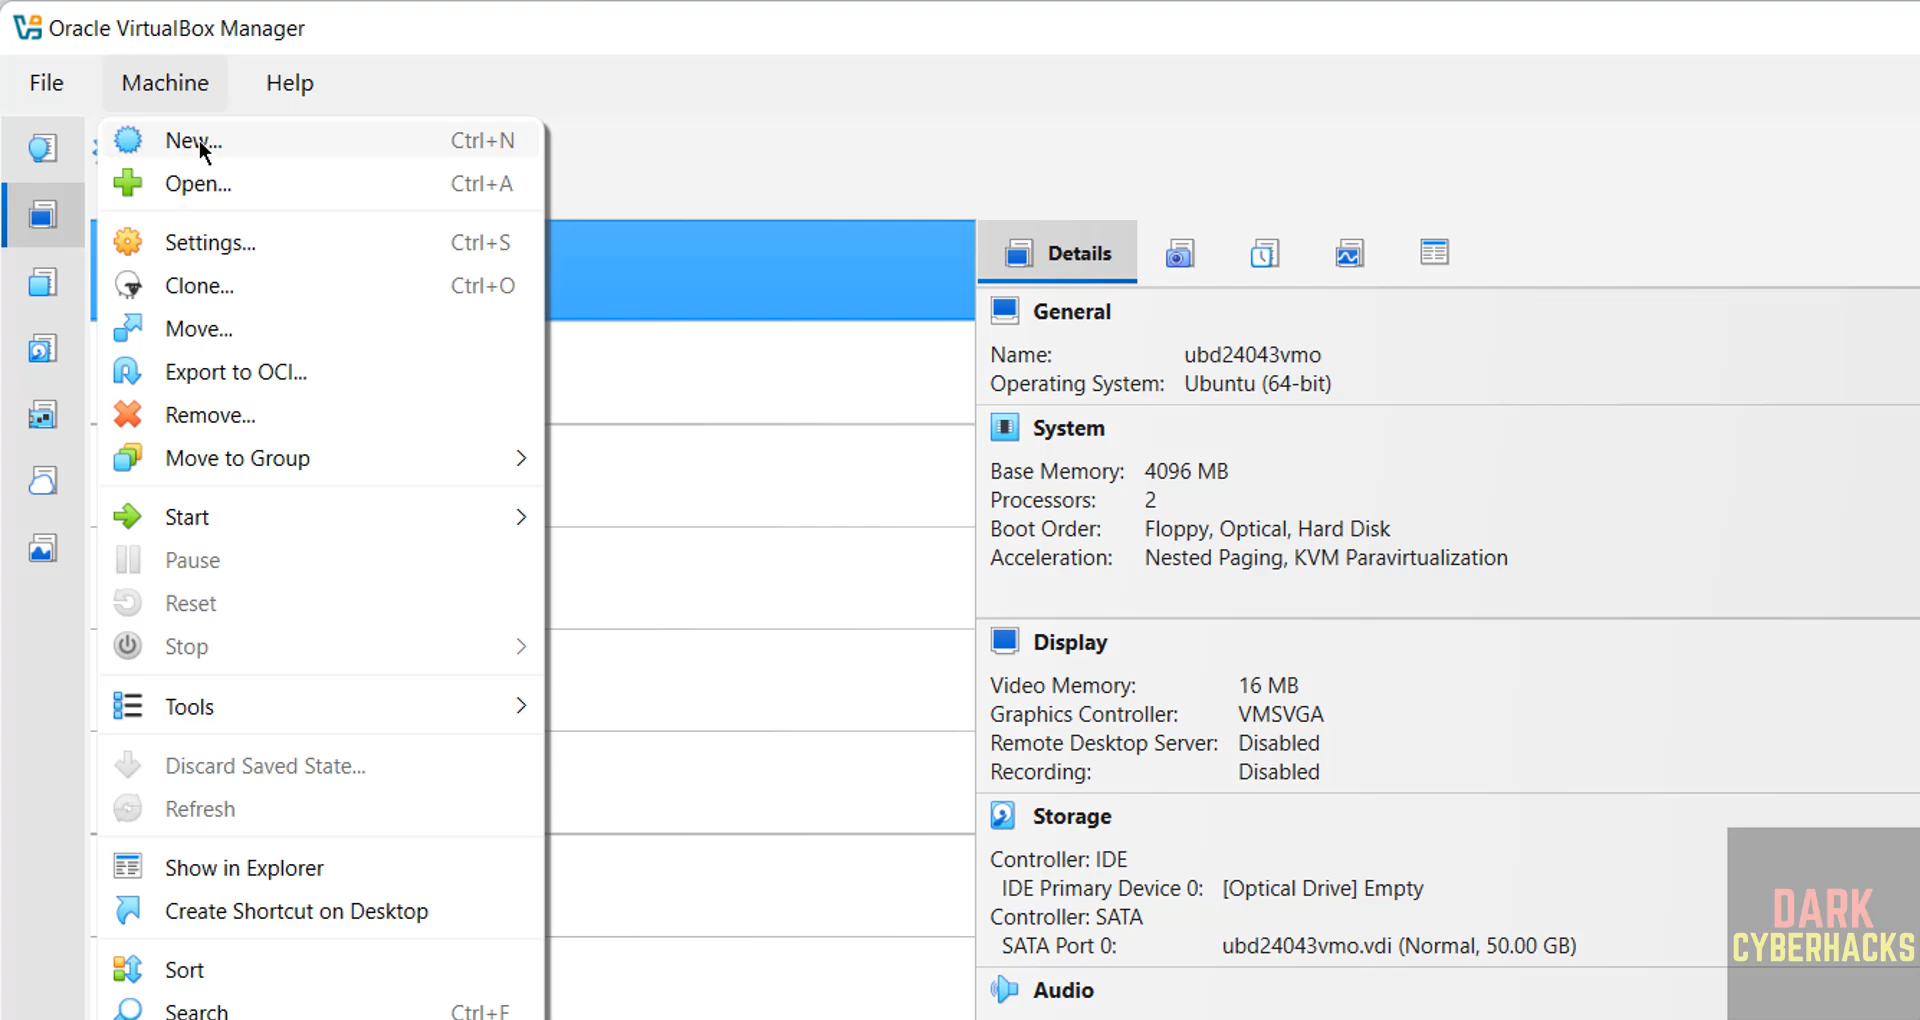 Oracle VirtualBox Manager
File Machine Help
New... Ctrl+N
Open... Ctrl+A
Settings... Ctrl+S
Clone... Ctrl+O
Move...
Export to OCI...
Remove...
Move to Group
Start
Pause
Reset
Stop
Tools
Discard Saved State...
Refresh
Show in Explorer
Create Shortcut on Desktop
Sort
Search Ctrl+F
Details
General
Name: ubd24043vmo
Operating System: Ubuntu (64-bit)
System
Base Memory: 4096 MB
Processors: 2
Boot Order: Floppy, Optical, Hard Disk
Acceleration: Nested Paging, KVM Paravirtualization
Display
Video Memory: 16 MB
Graphics Controller: VMSVGA
Remote Desktop Server: Disabled
Recording: Disabled
Storage
Controller: IDE
IDE Primary Device 0: [Optical Drive] Empty
Controller: SATA
SATA Port 0: ubd24043vmo.vdi (Normal, 50.00 GB)
Audio
DARK
CYBERHACKS